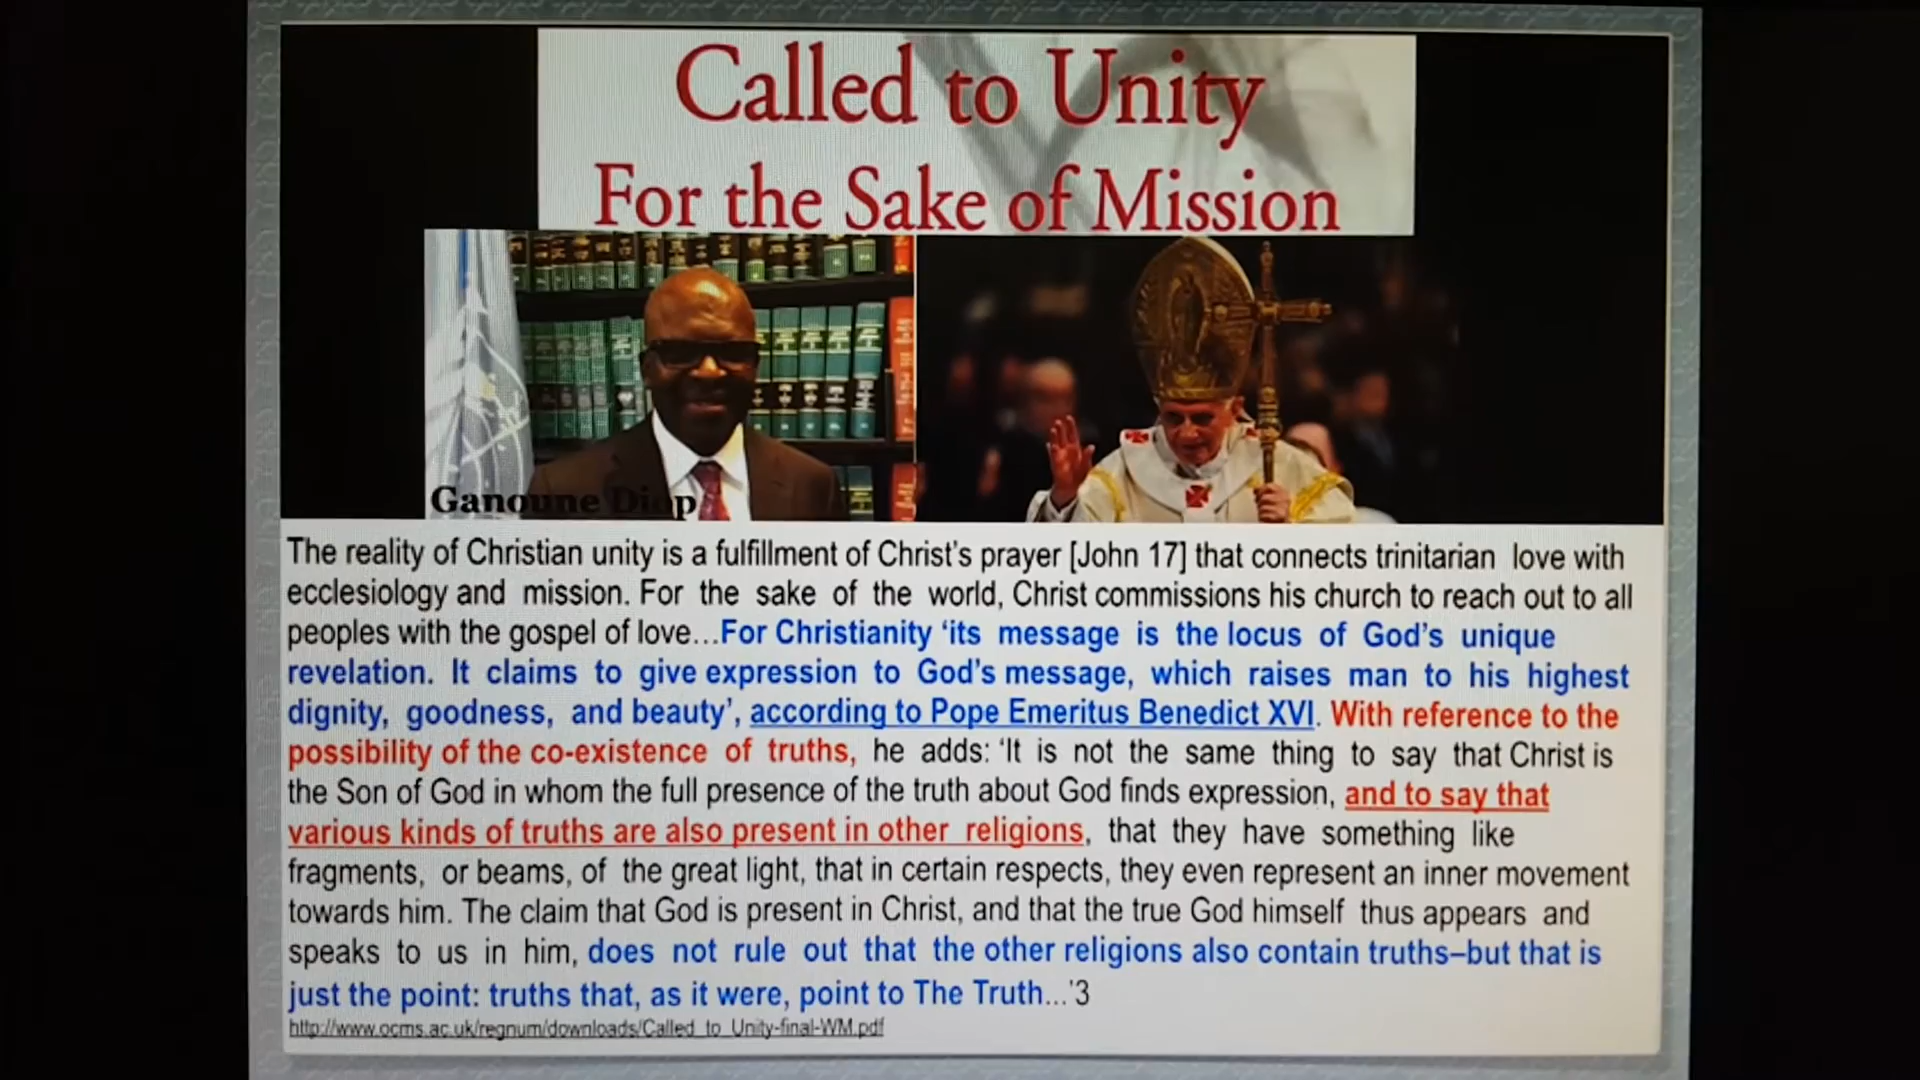 Called to Unity
For the Sake of Mission
Ganoune Diop
The reality of Christian unity is a fulfillment of Christ's prayer [John 17] that connects trinitarian love with
ecclesiology and mission. For the sake of the world, Christ commissions his church to reach out to all
peoples with the gospel of love...For Christianity ‘its message is the locus of God's unique
revelation. It claims to give expression to God's message, which raises man to his highest
dignity, goodness, and beauty’, according to Pope Emeritus Benedict XVI. With reference to the
possibility of the co-existence of truths, he adds: ‘It is not the same thing to say that Christ is
the Son of God in whom the full presence of the truth about God finds expression, and to say that
various kinds of truths are also present in other religions, that they have something like
fragments, or beams, of the great light, that in certain respects, they even represent an inner movement
towards him. The claim that God is present in Christ, and that the true God himself thus appears and
speaks to us in him, does not rule out that the other religions also contain truths–but that is
just the point: truths that, as it were, point to The Truth...’3
http://www.ocms.ac.uk/regnum/downloads/Called_to_Unity-final-WM.pdf